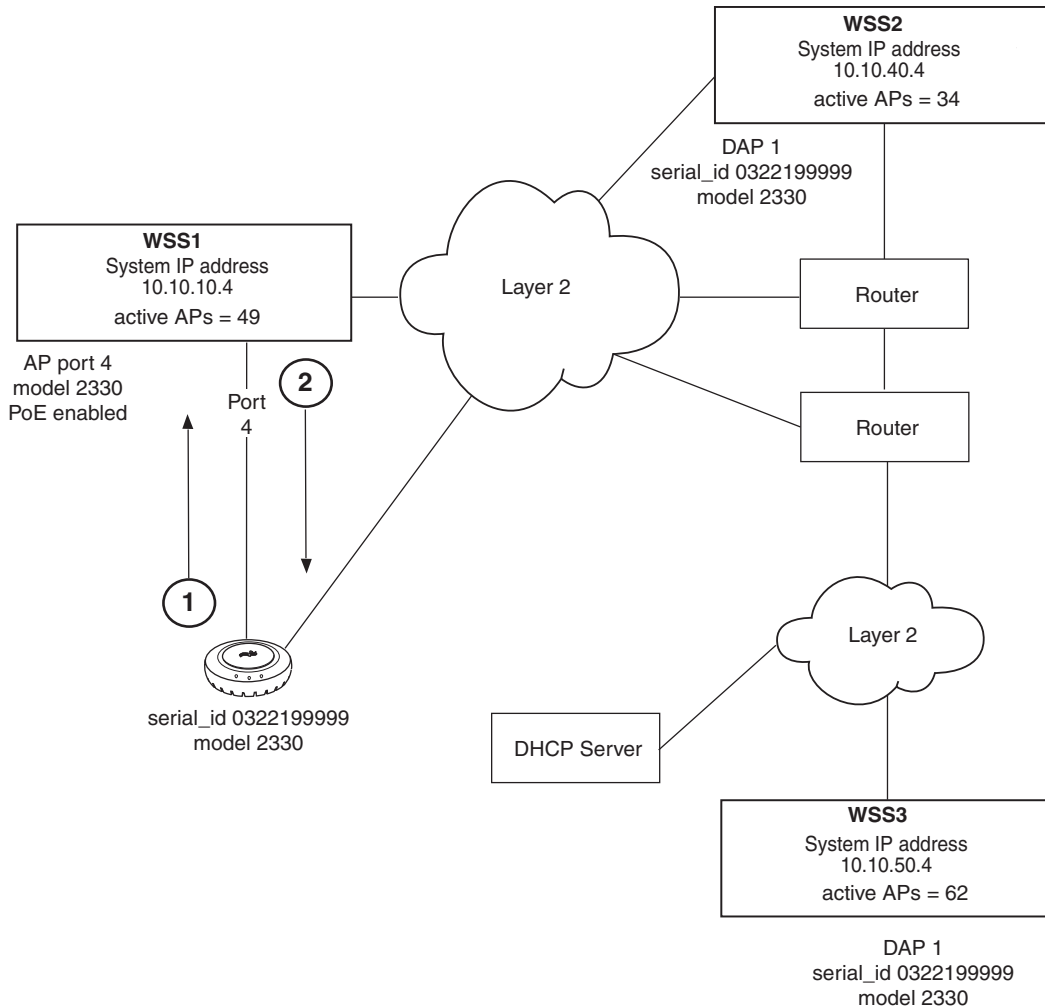 WSS2
System IP address
10.10.40.4
active APs = 34
DAP 1
serial_id 0322199999
model 2330
WSS1
System IP address
10.10.10.4
active APs = 49
Layer 2
Router
AP port 4
model 2330
PoE enabled
Port
4
2
Router
1
Layer 2
serial_id 0322199999
model 2330
DHCP Server
WSS3
System IP address
10.10.50.4
active APs = 62
DAP 1
serial_id 0322199999
model 2330